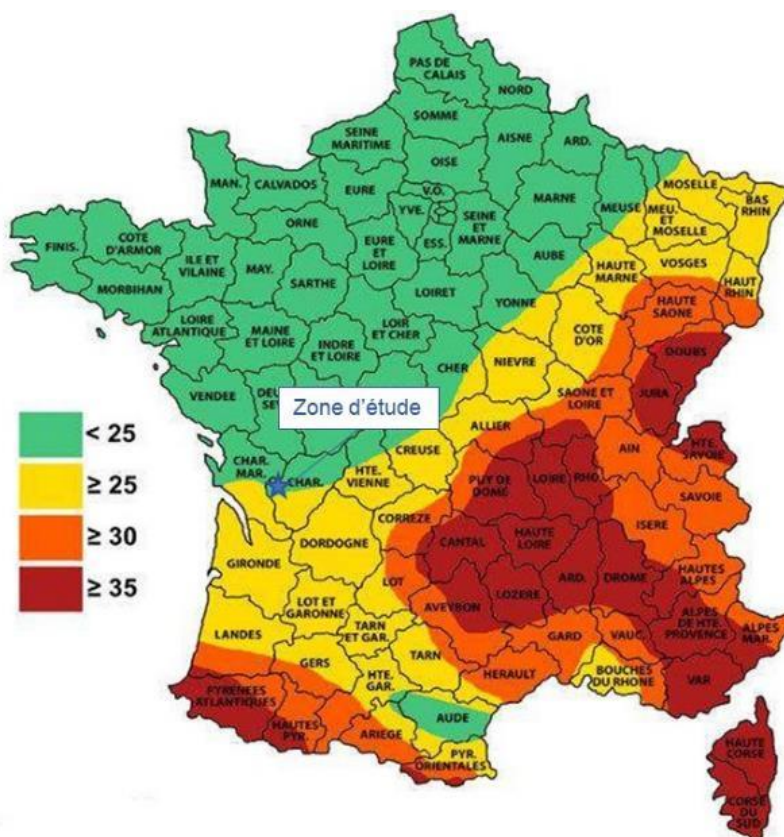 PAS DE
CALAIS
NORD
SOMME
SEINE
MARITIME
AISNE
ARD.
OISE
MAN.
CALVADOS
EURE
V.O.
YVE.
ESS.
SEINE
ET
MARNE
MARNE
MEUSE
MOSELLE
MEU.
ET
MOSELLE
BAS
RHIN
FINIS.
COTE
D'ARMOR
ILE ET
VILAINE
MORBIHAN
ORNE
MAY.
SARTHE
EURE
ET
LOIRE
AUBE
HAUTE
MARNE
VOSGES
HAUT
RHIN
LOIRET
YONNE
LOIRE
ATLANTIQUE
MAINE
ET LOIRE
INDRE
ET LOIRE
LOIR
ET CHER
CHER
NIEVRE
COTE
D'OR
HAUTE
SAONE
DOUBS
JURA
VENDEE
DEU
SEV
Zone d'étude
SAONE ET
LOIRE
ALLIER
< 25
≥ 25
≥ 30
≥ 35
CHAR.
MAR.
CHAR.
HTE.
VIENNE
CREUSE
PUY DE
DOME
LOIRE
RHO
AIN
HTE.
SAVOIE
SAVOIE
ISERE
CORREZE
CANTAL
HAUTE
LOIRE
GIRONDE
DORDOGNE
LOT
AVEYRON
LOZERE
ARD.
DROME
HAUTES
ALPES
LOT ET
GARONNE
TARN
ET GAR.
LANDES
GERS
TARN
HTE.
GAR.
HERAULT
GARD
VAUC.
ALPES
DE HTE.
PROVENCE
ALPES
MAR.
BOUCHES
DU RHONE
VAR
PYRENEES
ATLANTIQUES
HAUTES
PYR.
ARIEGE
AUDE
PYR.
ORIENTALES
HAUTE
CORSE
CORSE
DU
SUD